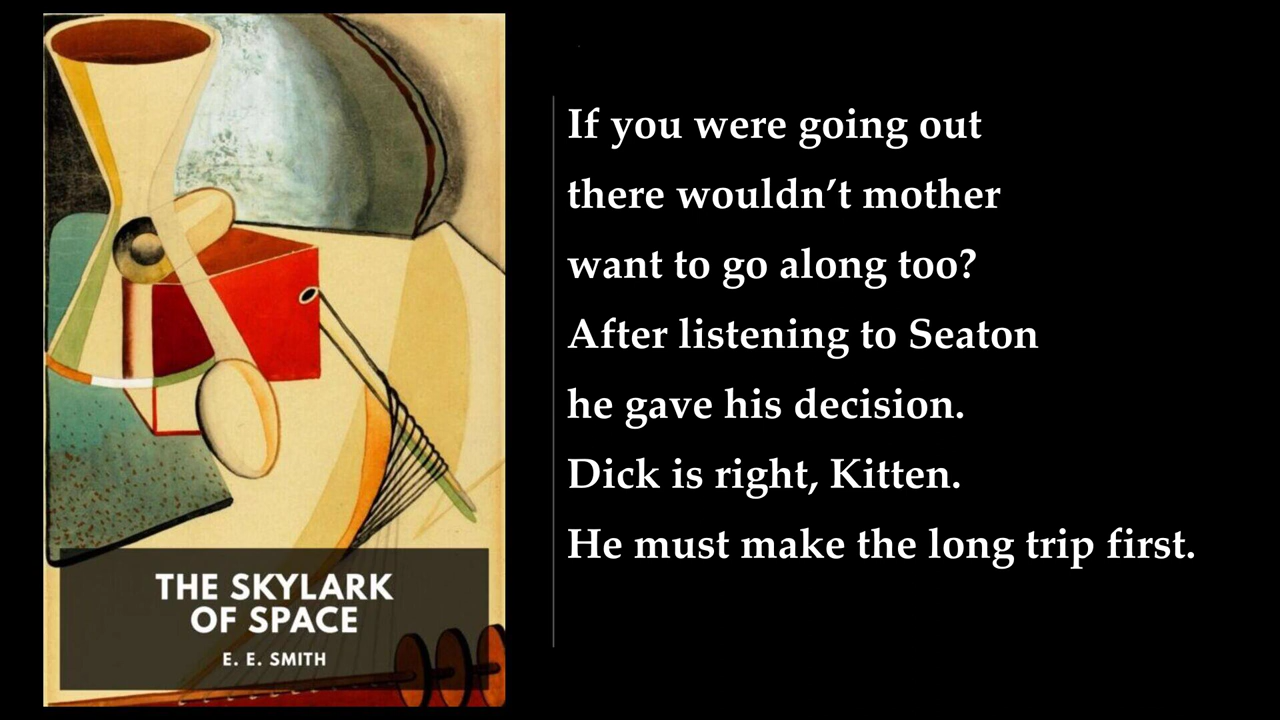 THE SKYLARK
OF SPACE
E. E. SMITH
If you were going out
there wouldn’t mother
want to go along too?
After listening to Seaton
he gave his decision.
Dick is right, Kitten.
He must make the long trip first.